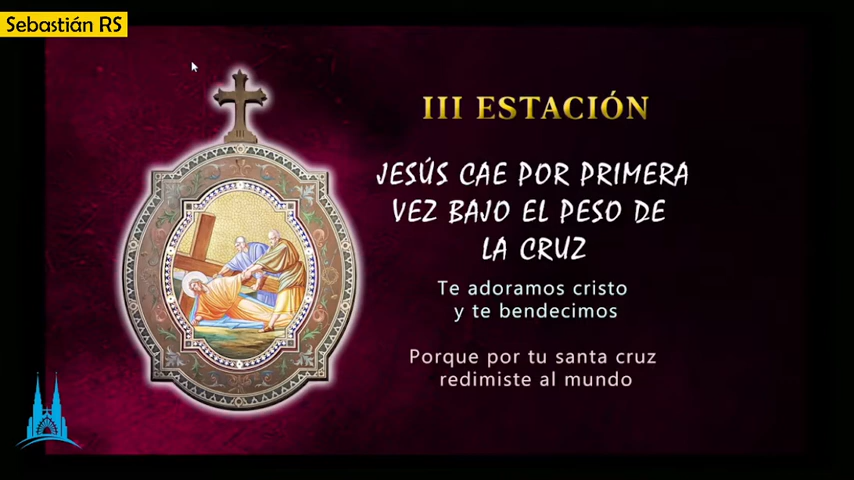 Sebastián RS
III ESTACIÓN
JESÚS CAE POR PRIMERA
VEZ BAJO EL PESO DE
LA CRUZ
Te adoramos cristo
y te bendecimos
Porque por tu santa cruz
redimiste al mundo